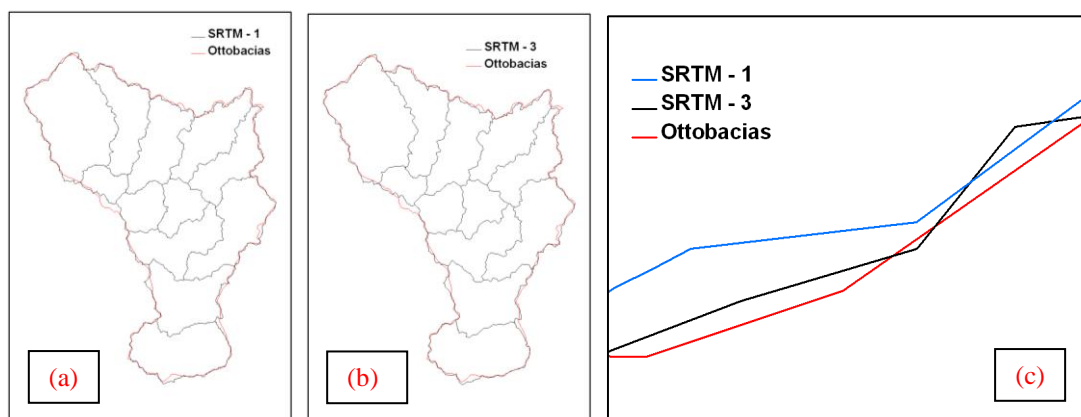 SRTM - 1
Ottobacias
(a)
SRTM - 3
Ottobacias
(b)
SRTM - 1
SRTM - 3
Ottobacias
(c)